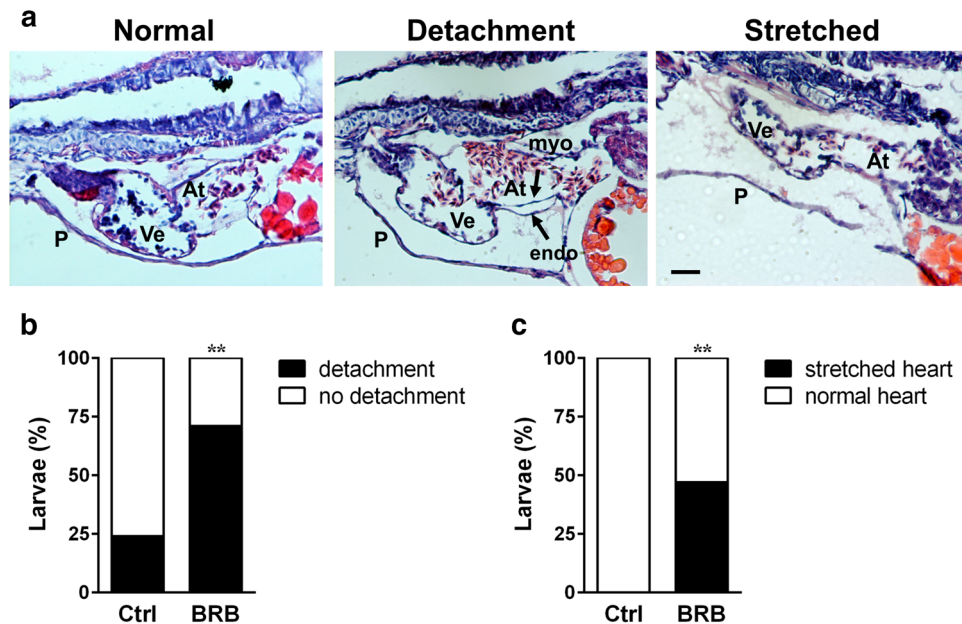 a
Normal
Detachment
Stretched
At
Ve
P
myo
At
Ve
endo
P
Ve
At
P
b
100
75
50
25
0
Larvae (%)
**
Ctrl
BRB
detachment
no detachment
c
100
75
50
25
0
Larvae (%)
**
Ctrl
BRB
stretched heart
normal heart